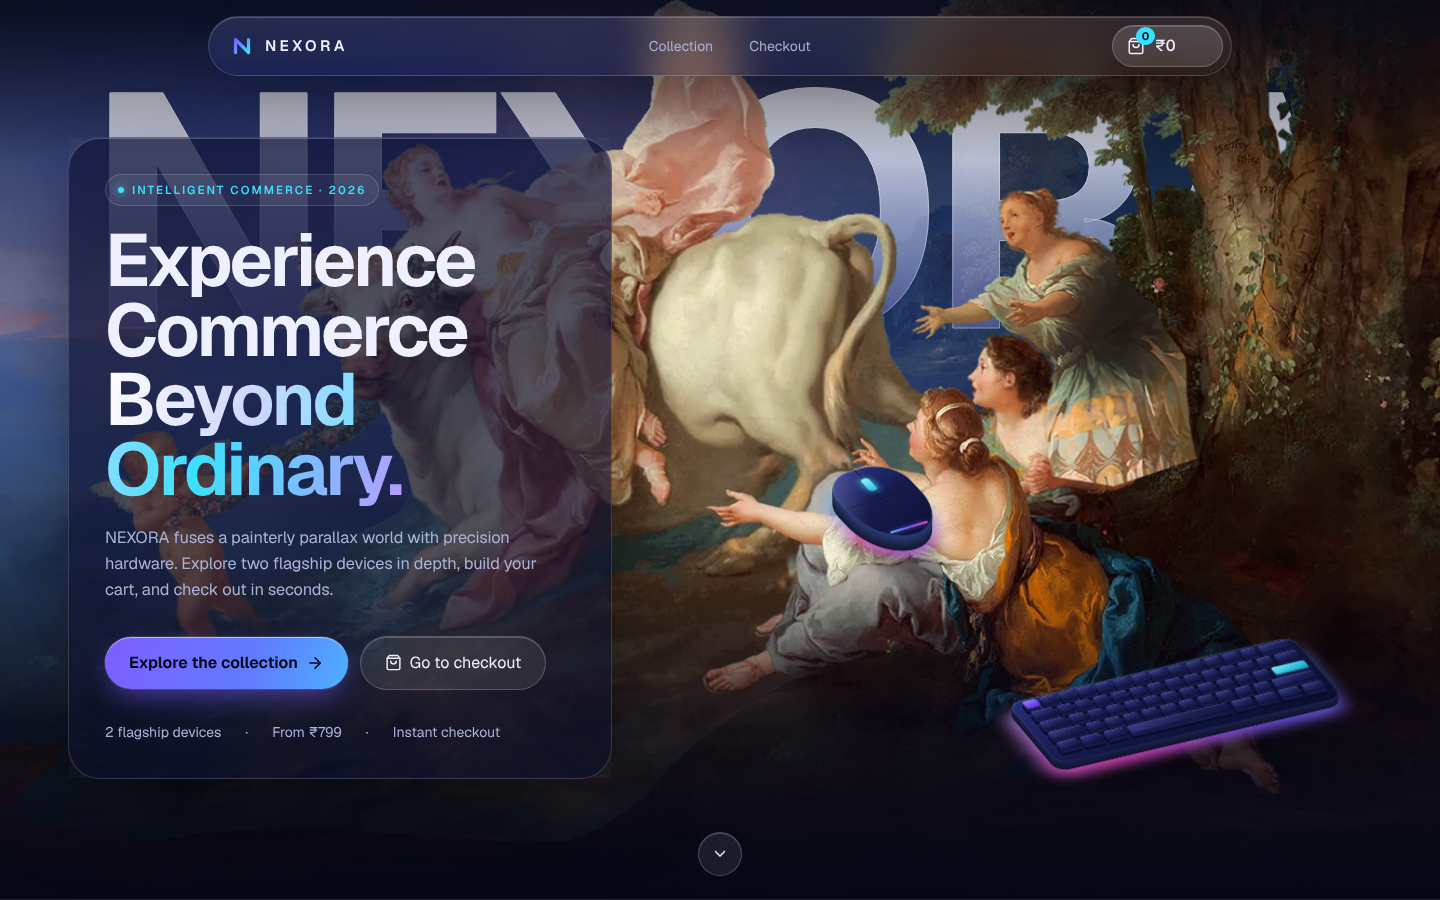 NEXORA
Collection
Checkout
0
₹0
NEXOR
INTELLIGENT COMMERCE · 2026
Experience
Commerce
Beyond
Ordinary.
NEXORA fuses a painterly parallax world with precision
hardware. Explore two flagship devices in depth, build your
cart, and check out in seconds.
Explore the collection →
Go to checkout
2 flagship devices · From ₹799 · Instant checkout